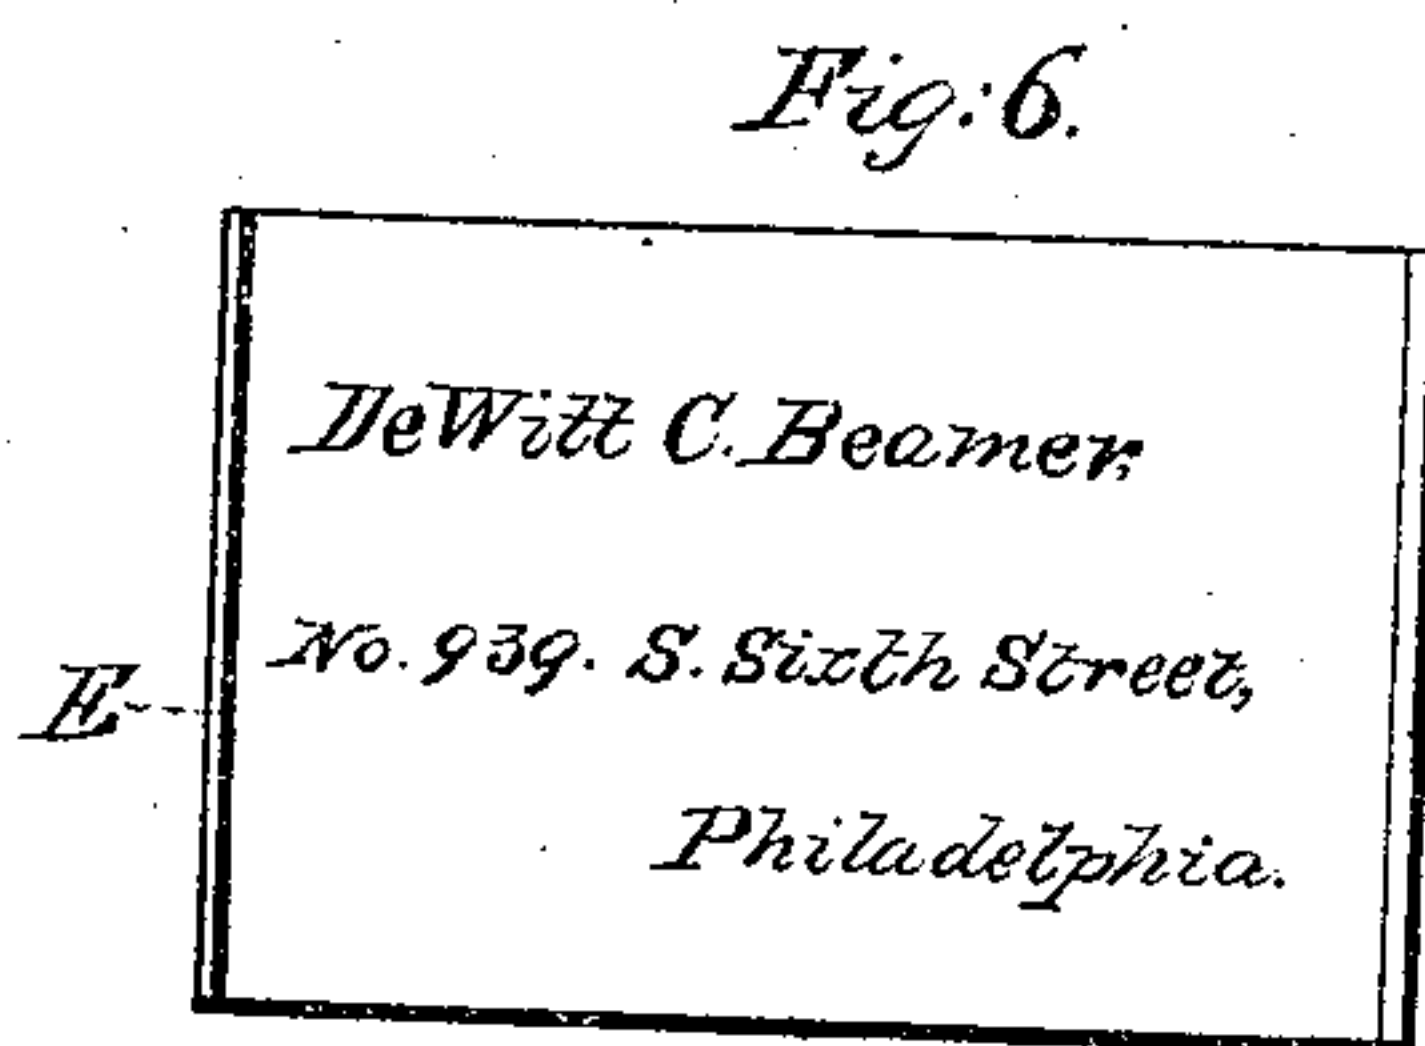 Fig. 6.
DeWitt C. Beamer,
No. 939. S. Sixth Street,
E
Philadelphia.